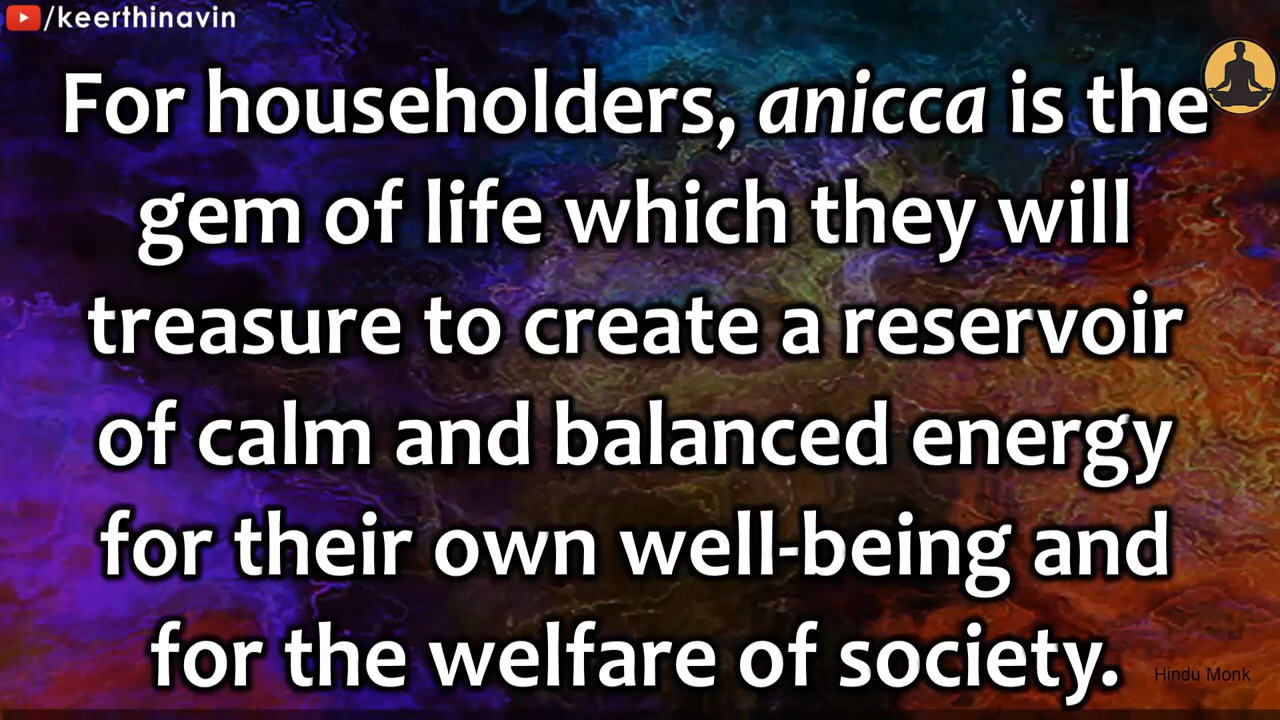 /keerthinavin
For householders, anicca is the
gem of life which they will
treasure to create a reservoir
of calm and balanced energy
for their own well-being and
for the welfare of society.
Hindu Monk